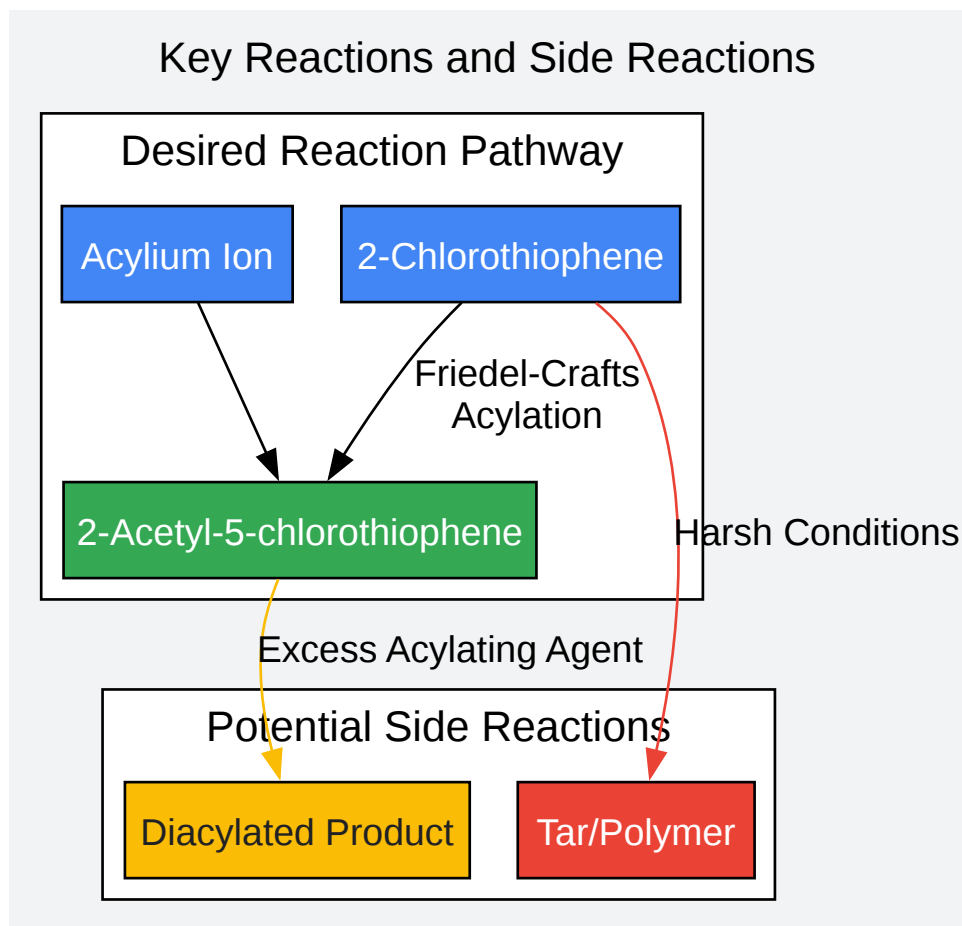 Key Reactions and Side Reactions
Desired Reaction Pathway
Acylium Ion
2-Chlorothiophene
Friedel-Crafts
Acylation
2-Acetyl-5-chlorothiophene
Harsh Conditions
Excess Acylating Agent
Potential Side Reactions
Diacylated Product
Tar/Polymer